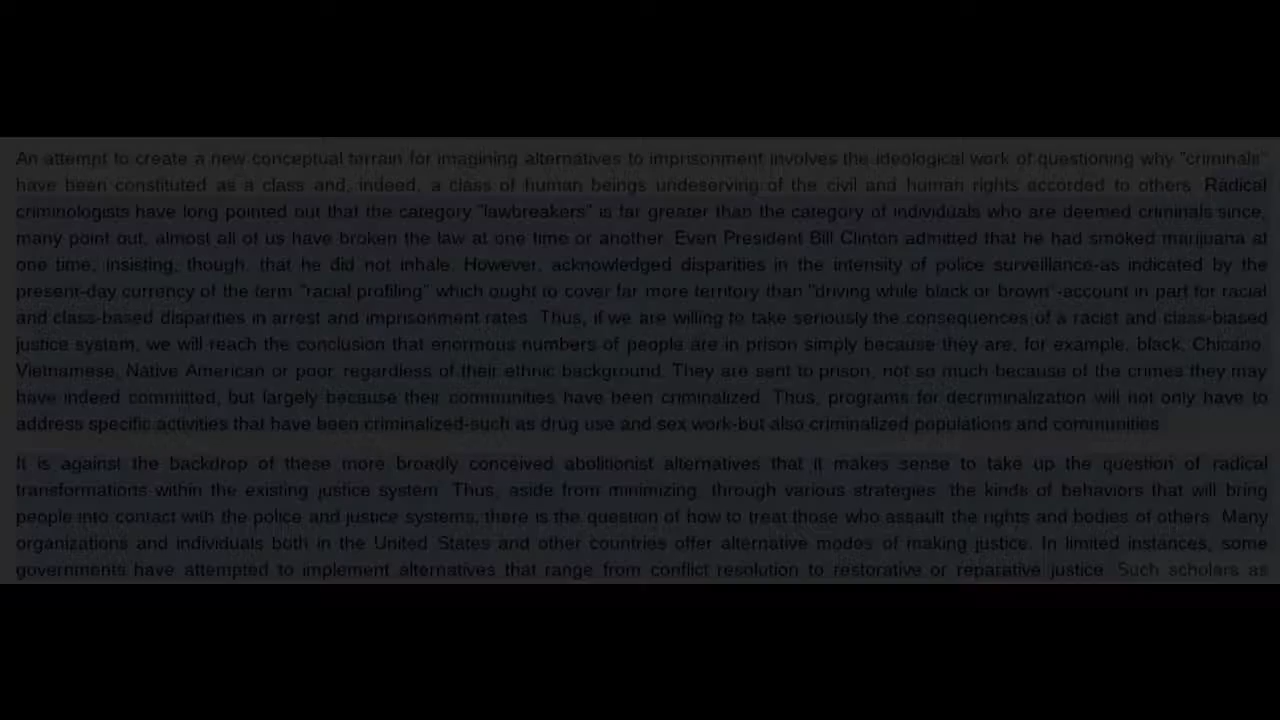 An attempt to create a new conceptual terrain for imagining alternatives to imprisonment involves the ideological work of questioning why "criminals"
have been constituted as a class and, indeed, a class of human beings undeserving of the civil and human rights accorded to others. Radical
criminologists have long pointed out that the category "lawbreakers" is far greater than the category of individuals who are deemed criminals since,
many point out, almost all of us have broken the law at one time or another. Even President Bill Clinton admitted that he had smoked marijuana at
one time, insisting, though, that he did not inhale. However, acknowledged disparities in the intensity of police surveillance-as indicated by the
present-day currency of the term "racial profiling" which ought to cover far more territory than "driving while black or brown"-account in part for racial
and class-based disparities in arrest and imprisonment rates. Thus, if we are willing to take seriously the consequences of a racist and class-biased
justice system, we will reach the conclusion that enormous numbers of people are in prison simply because they are, for example, black, Chicano,
Vietnamese, Native American or poor, regardless of their ethnic background. They are sent to prison, not so much because of the crimes they may
have indeed committed, but largely because their communities have been criminalized. Thus, programs for decriminalization will not only have to
address specific activities that have been criminalized-such as drug use and sex work-but also criminalized populations and communities.
It is against the backdrop of these more broadly conceived abolitionist alternatives that it makes sense to take up the question of radical
transformations within the existing justice system. Thus, aside from minimizing, through various strategies, the kinds of behaviors that will bring
people into contact with the police and justice systems, there is the question of how to treat those who assault the rights and bodies of others. Many
organizations and individuals both in the United States and other countries offer alternative modes of making justice. In limited instances, some
governments have attempted to implement alternatives that range from conflict resolution to restorative or reparative justice. Such scholars as